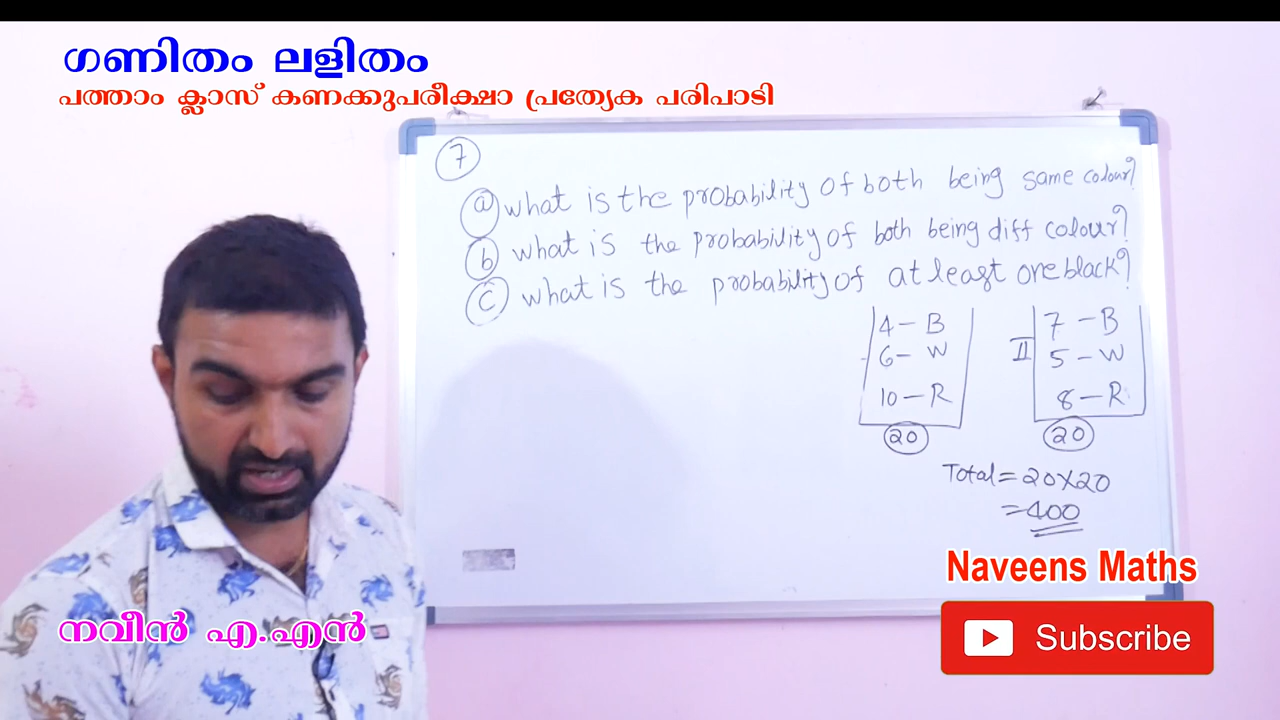 ഗണിതം ലളിതം
പത്താം ക്ലാസ് കണക്കുപരീക്ഷാ പ്രത്യേക പരിപാടി
7
a what is the probability of both being same colour?
b what is the probability of both being diff colour?
c what is the probability of at least one black?
4 – B
6 – W
10 – R
20
II
7 – B
5 – W
8 – R
20
Total = 20×20
= 400
Naveens Maths
നവീൻ എ.എൻ
Subscribe